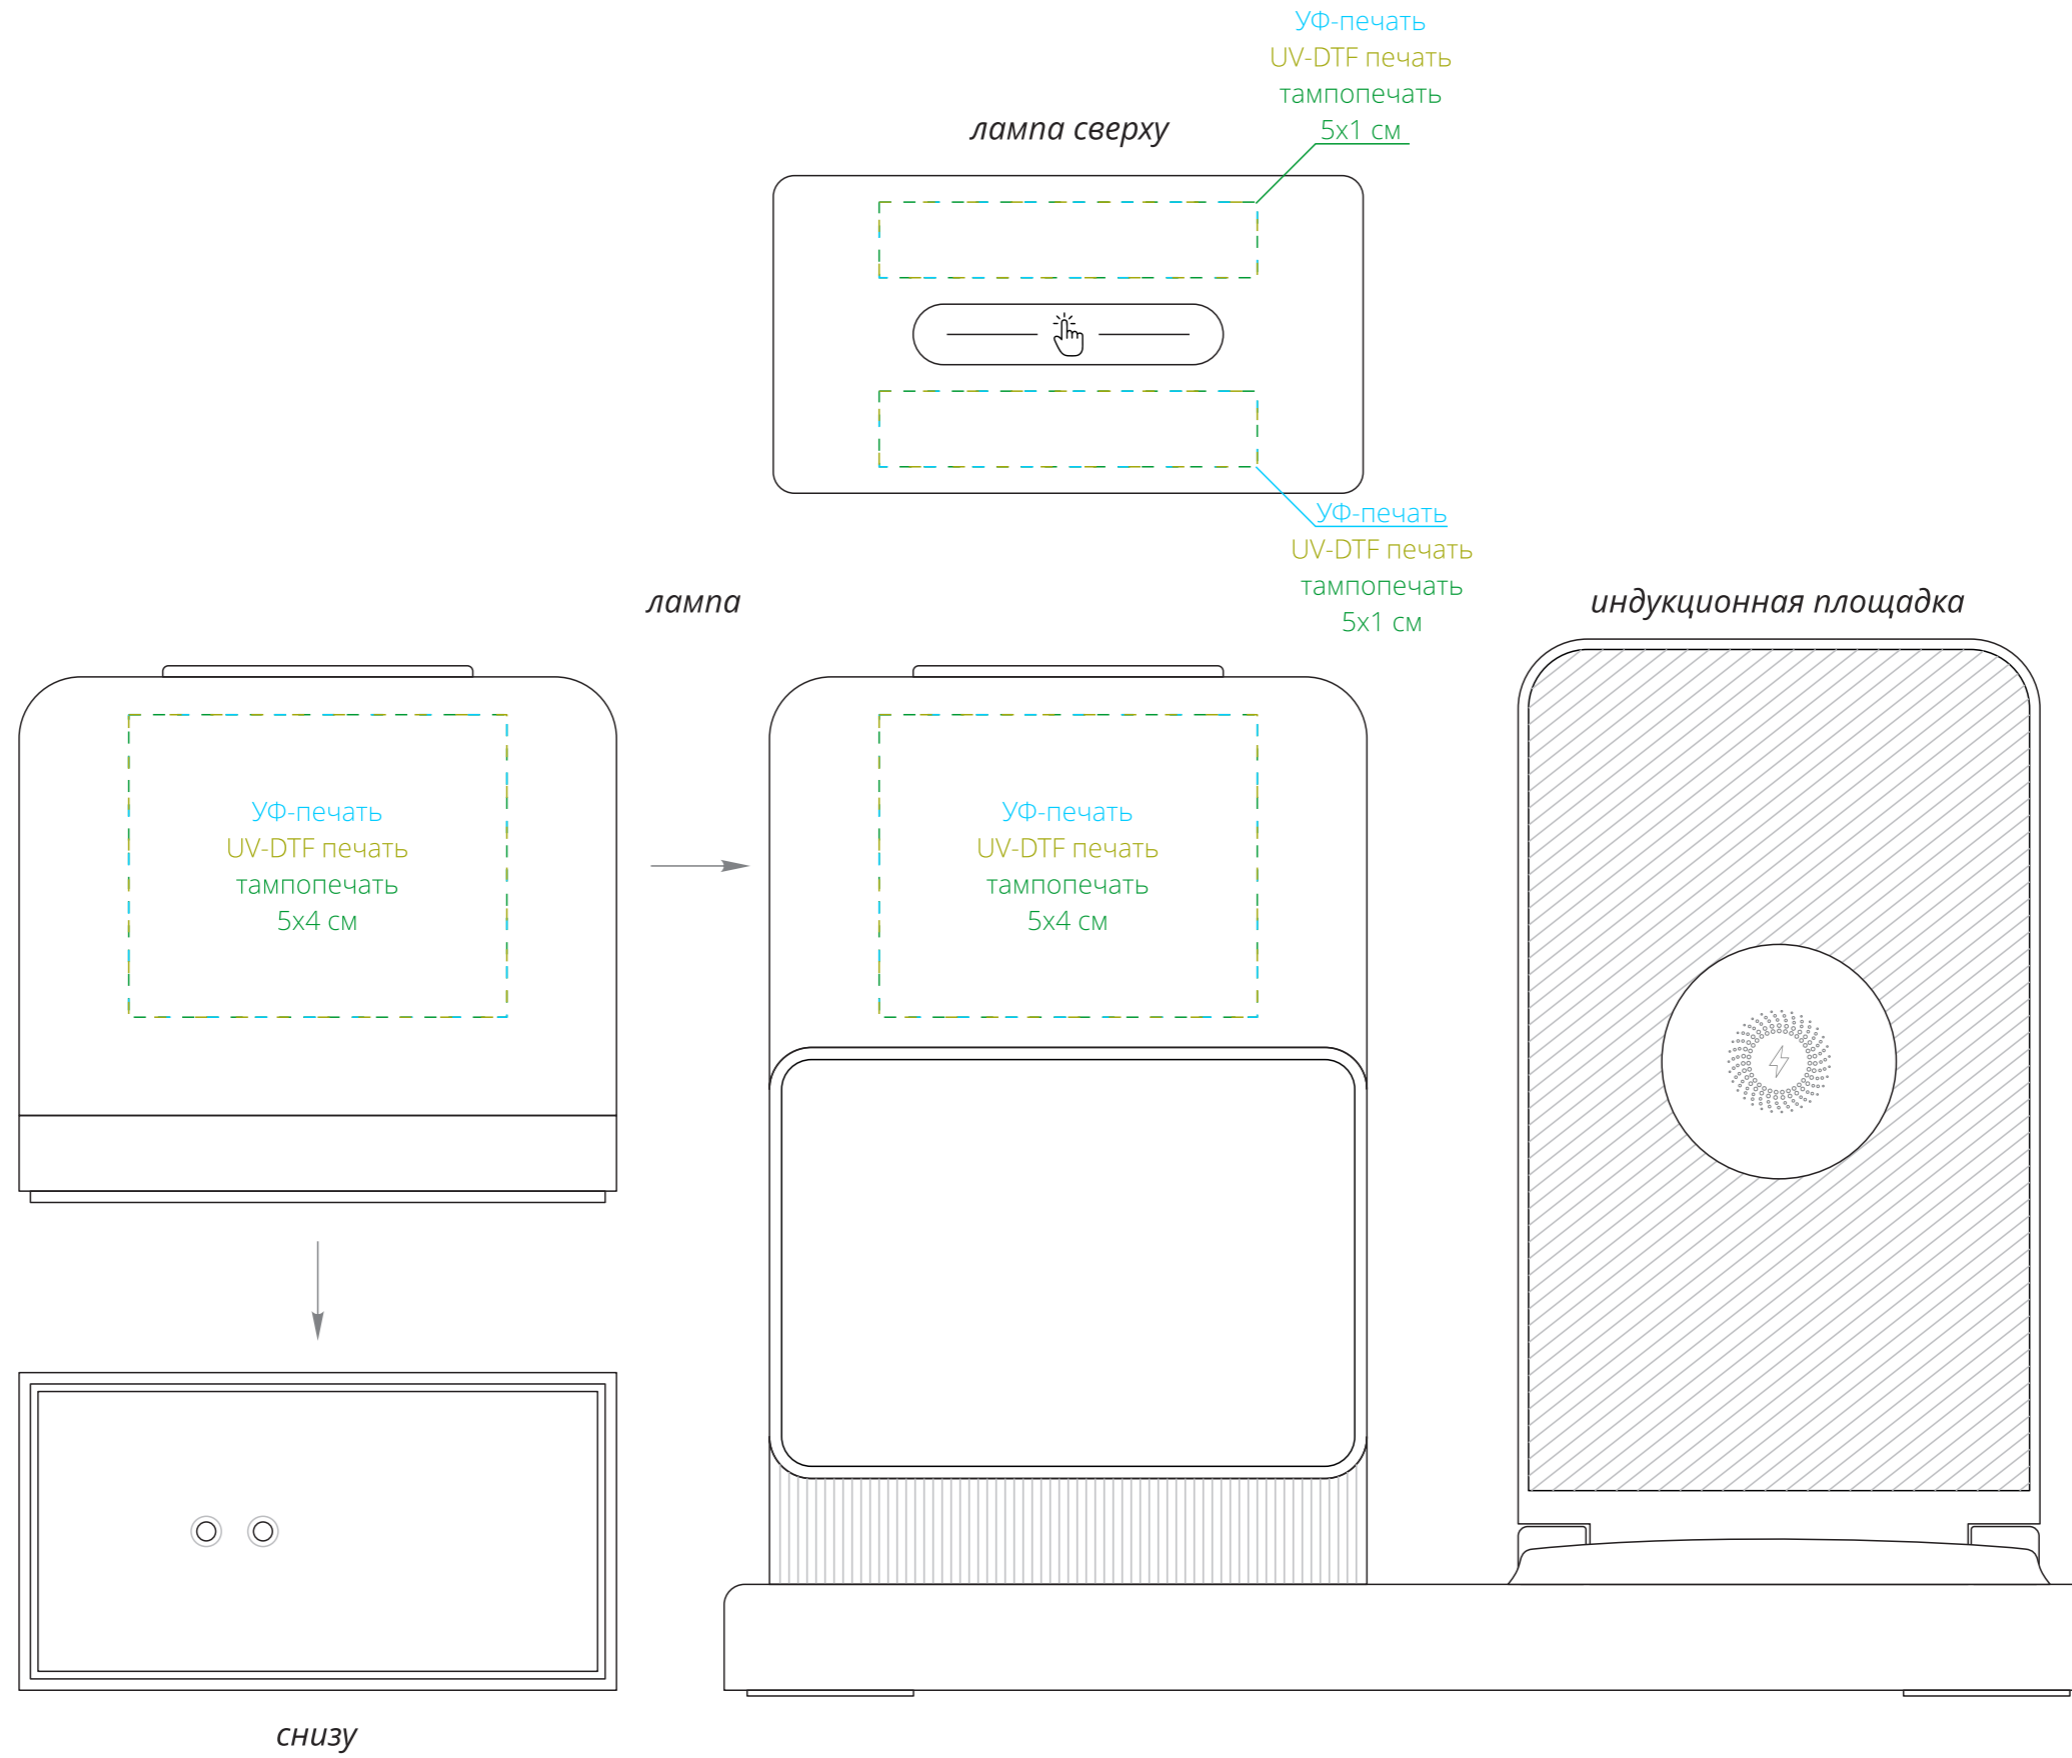 УФ-печать
UV-DTF печать
тампопечать
5х1 см
лампа сверху
УФ-печать
UV-DTF печать
тампопечать
5х1 см
лампа
индукционная площадка
УФ-печать
UV-DTF печать
тампопечать
5х4 см
УФ-печать
UV-DTF печать
тампопечать
5х4 см
снизу